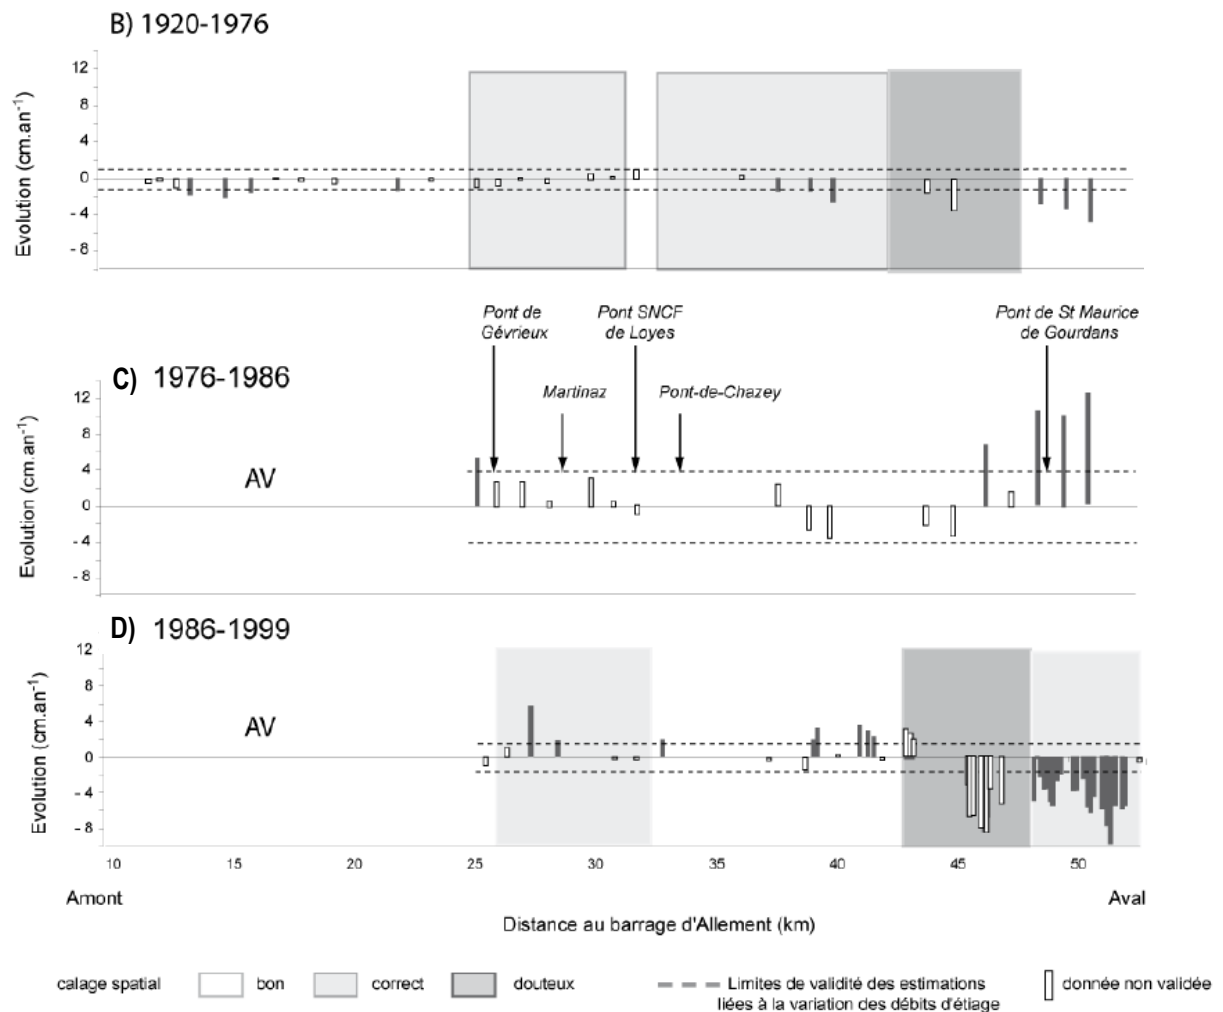 B) 1920-1976
Evolution (cm.an⁻¹)
12
8
4
0
- 4
- 8
Pont de
Gévrieux
Pont SNCF
de Loyes
Pont de St Maurice
de Gourdans
C) 1976-1986
Martinaz
Pont-de-Chazey
Evolution (cm.an⁻¹)
12
8
4
0
- 4
- 8
AV
D) 1986-1999
Evolution (cm.an⁻¹)
12
8
4
0
- 4
- 8
AV
10 15 20 25 30 35 40 45 50
Amont Aval
Distance au barrage d'Allement (km)
calage spatial bon correct douteux Limites de validité des estimations
liées à la variation des débits d'étiage
donnée non validée